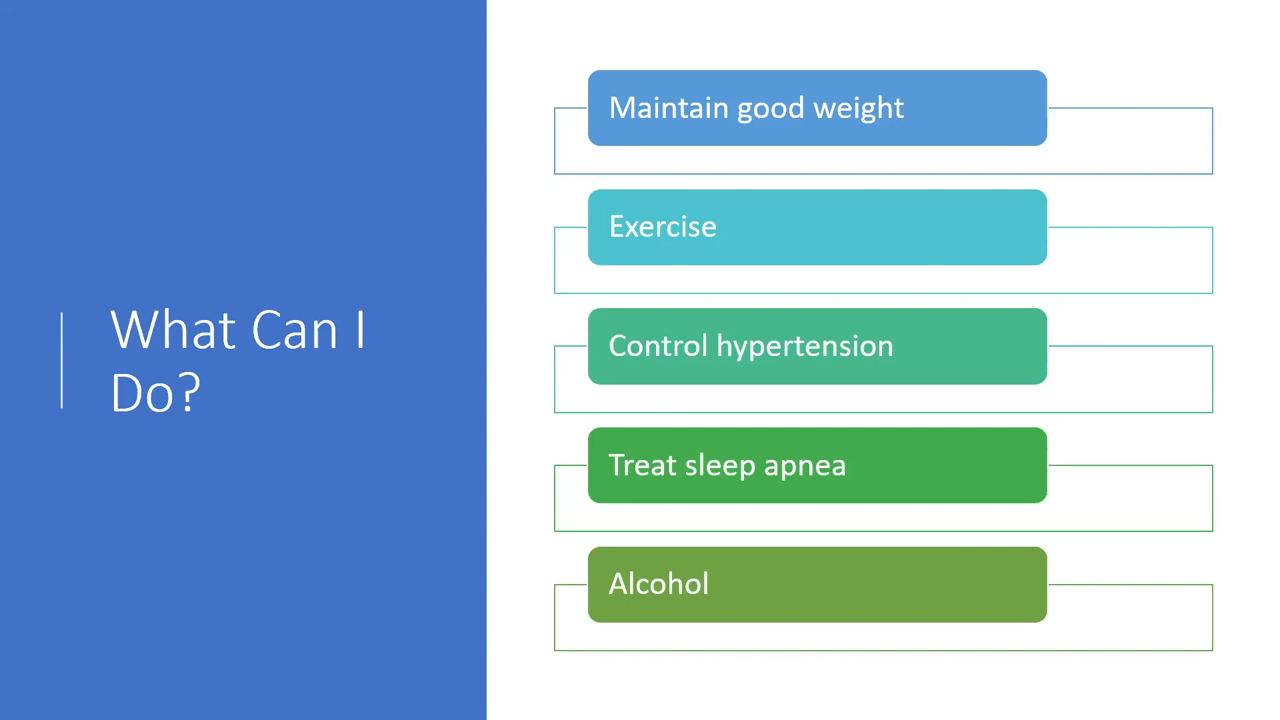 What Can I
Do?
Maintain good weight
Exercise
Control hypertension
Treat sleep apnea
Alcohol